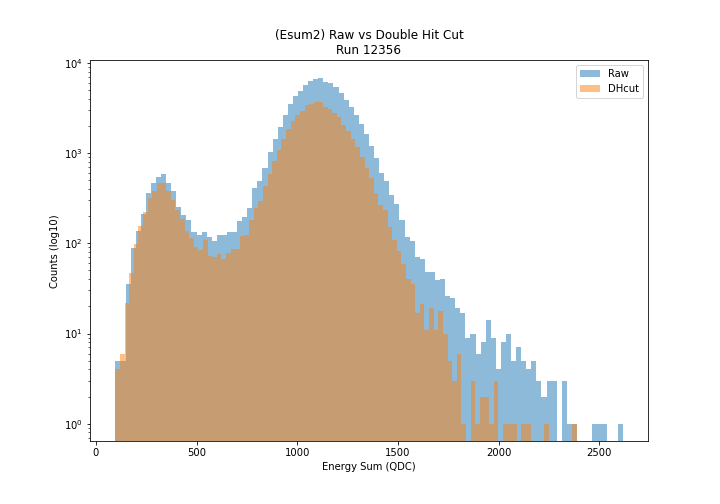 (Esum2) Raw vs Double Hit Cut
Run 12356
Raw
DHcut
Counts (log10)
10⁴
10³
10²
10¹
10⁰
0 500 1000 1500 2000 2500
Energy Sum (QDC)